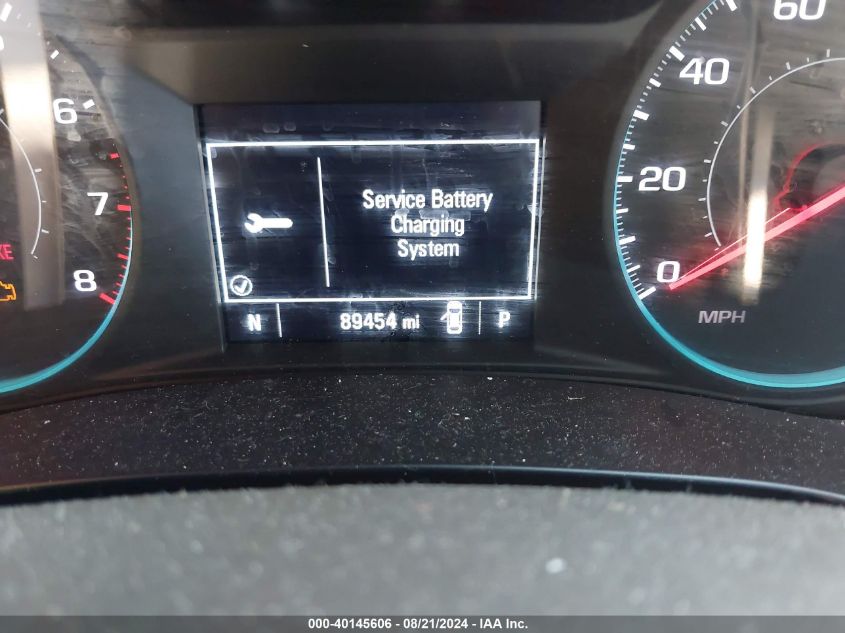 60
40
20
0
MPH
6
7
8
Service Battery
Charging
System
N
89454 mi
P
000-40145606 - 08/21/2024 - IAA Inc.